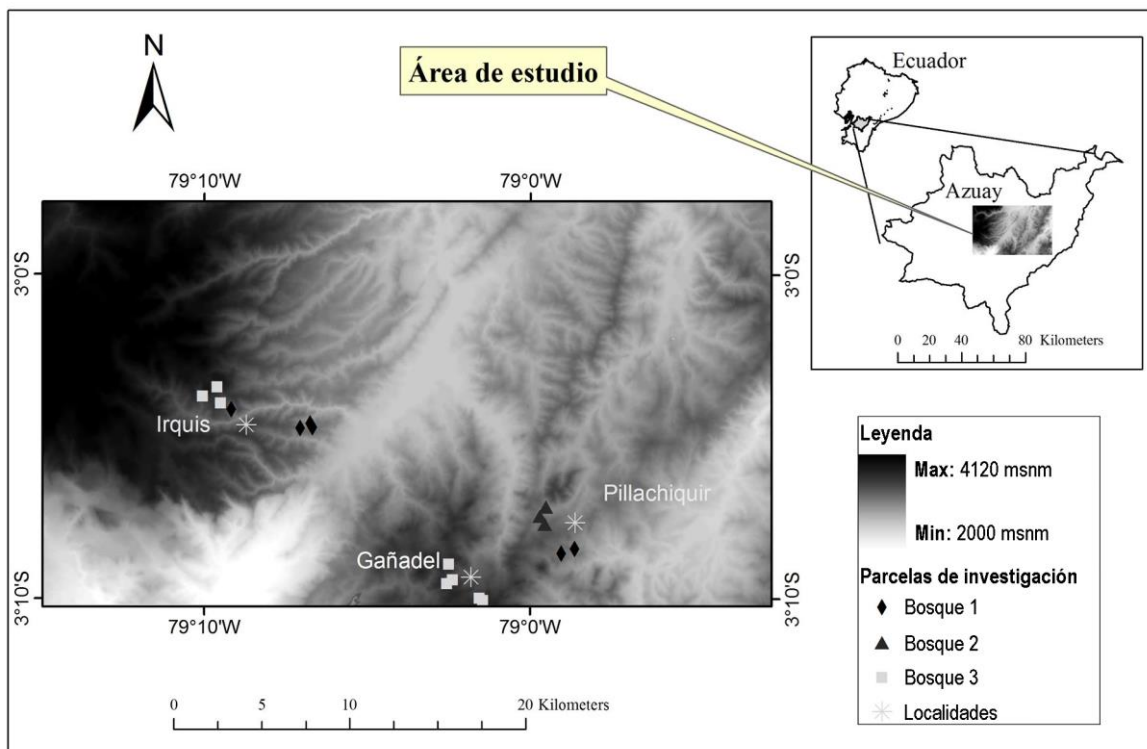 N
Área de estudio
Ecuador
Azuay
0 20 40 80 Kilometers
79°10'W 79°0'W
3°0'S 3°0'S
Irquis
Pillachiquir
Gañadel
3°10'S 3°10'S
79°10'W 79°0'W
0 5 10 20 Kilometers
Leyenda
Max: 4120 msnm
Min: 2000 msnm
Parcelas de investigación
Bosque 1
Bosque 2
Bosque 3
Localidades